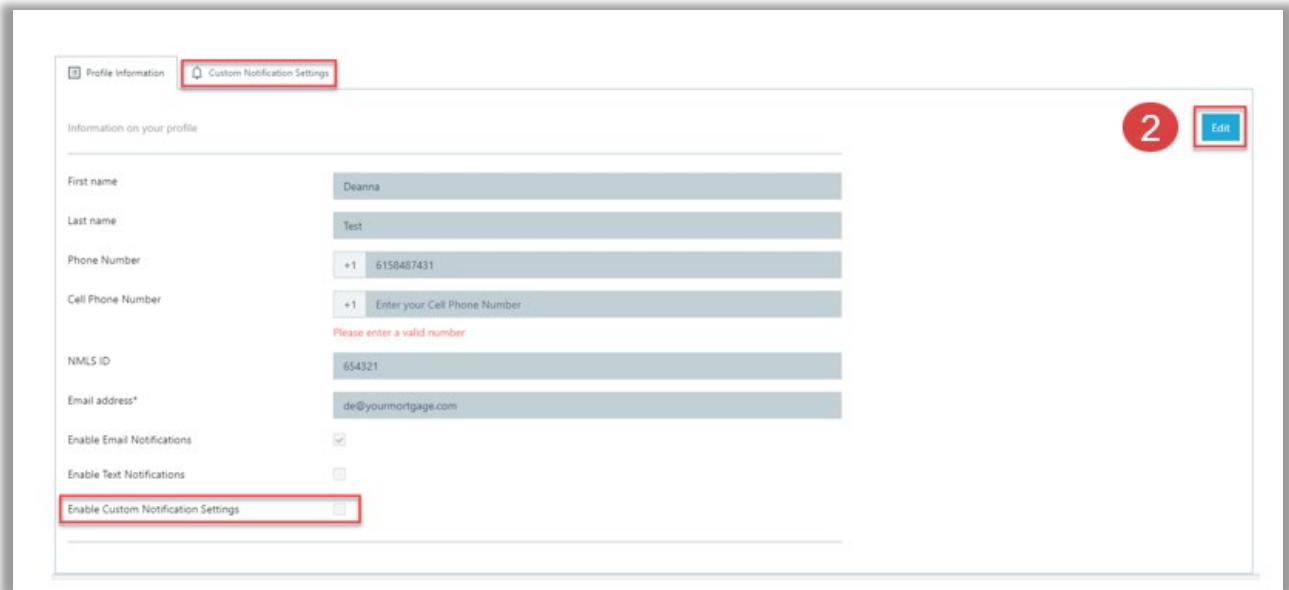 Profile Information
Custom Notification Settings
Information on your profile
2
Edit
First name
Deanna
Last name
Test
Phone Number
+1 6158487431
Cell Phone Number
+1 Enter your Cell Phone Number
Please enter a valid number
NMLS ID
654321
Email address*
de@yourmortgage.com
Enable Email Notifications
Enable Text Notifications
Enable Custom Notification Settings